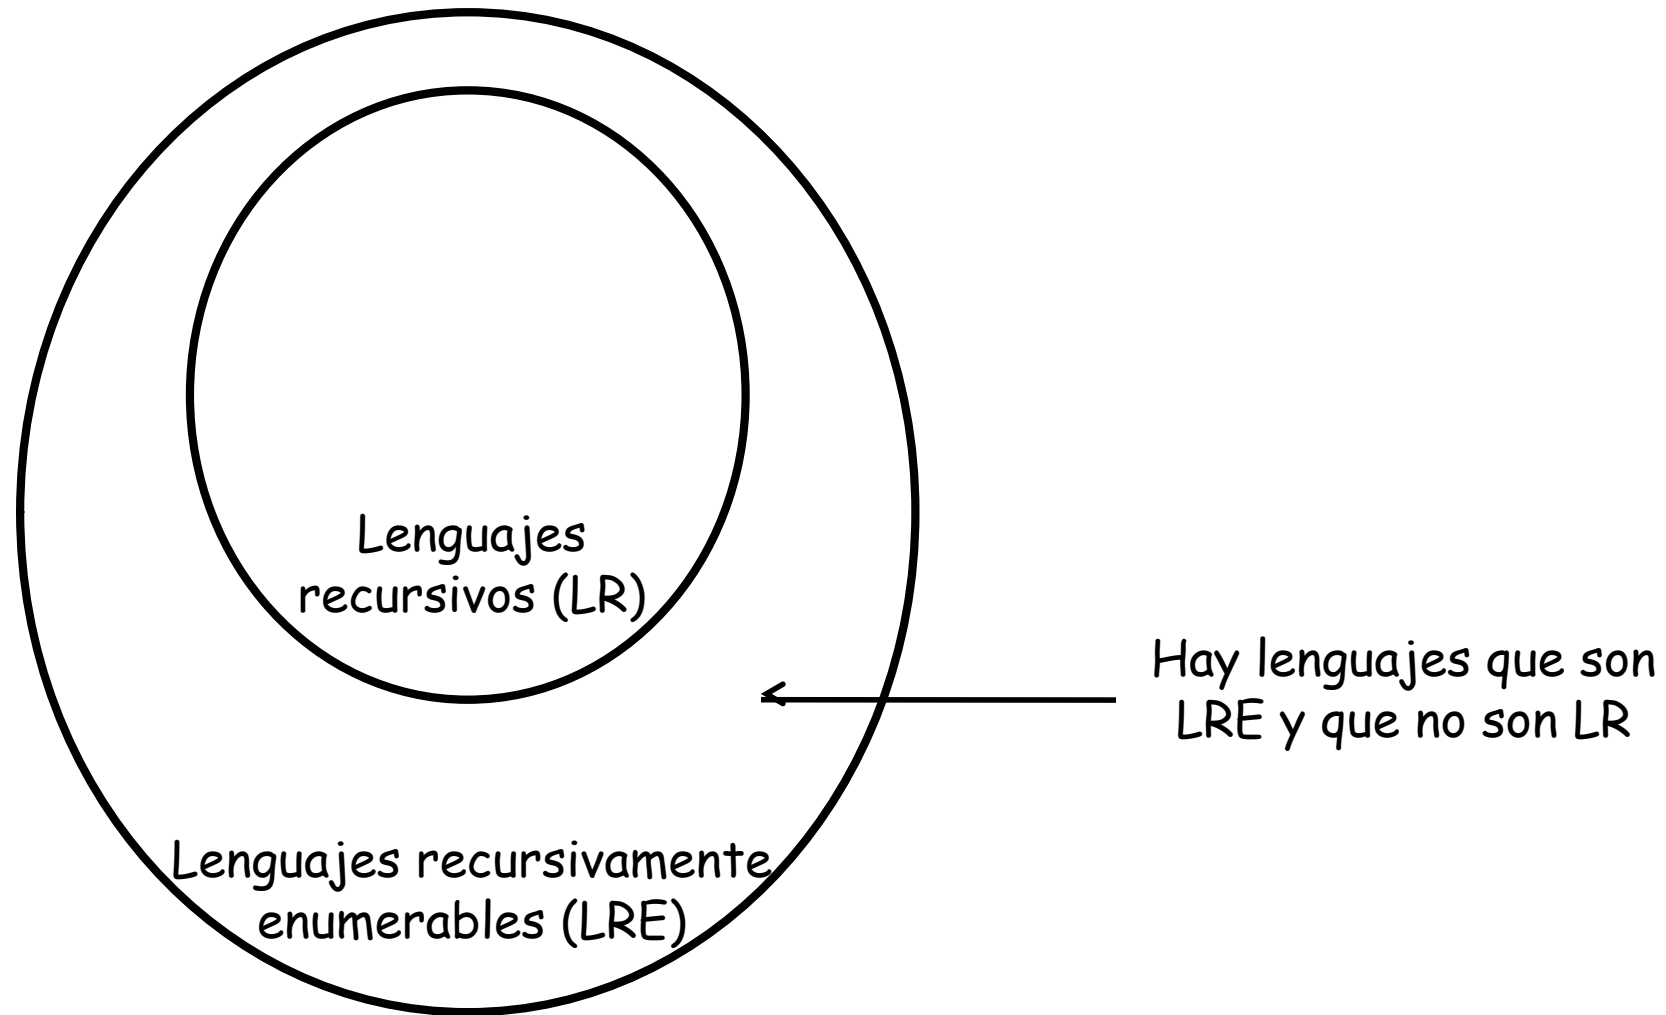 Lenguajes
recursivos (LR)
Hay lenguajes que son
LRE y que no son LR
Lenguajes recursivamente
enumerables (LRE)